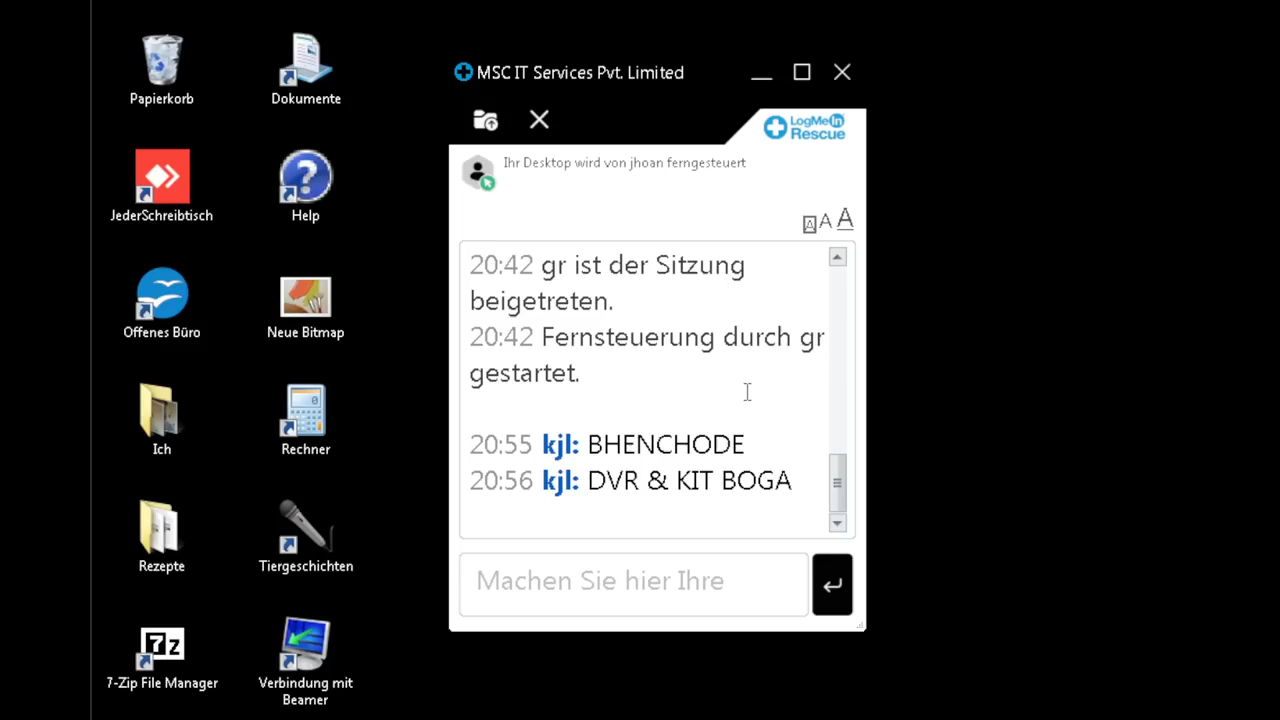 Papierkorb
Dokumente
JederSchreibtisch
Help
Offenes Büro
Neue Bitmap
Ich
Rechner
Rezepte
Tiergeschichten
7z
7-Zip File Manager
Verbindung mit
Beamer
MSC IT Services Pvt. Limited
LogMeIn
Rescue
Ihr Desktop wird von jhoan ferngesteuert
A A A
20:42 gr ist der Sitzung
beigetreten.
20:42 Fernsteuerung durch gr
gestartet.
20:55 kjl: BHENCHODE
20:56 kjl: DVR & KIT BOGA
Machen Sie hier Ihre